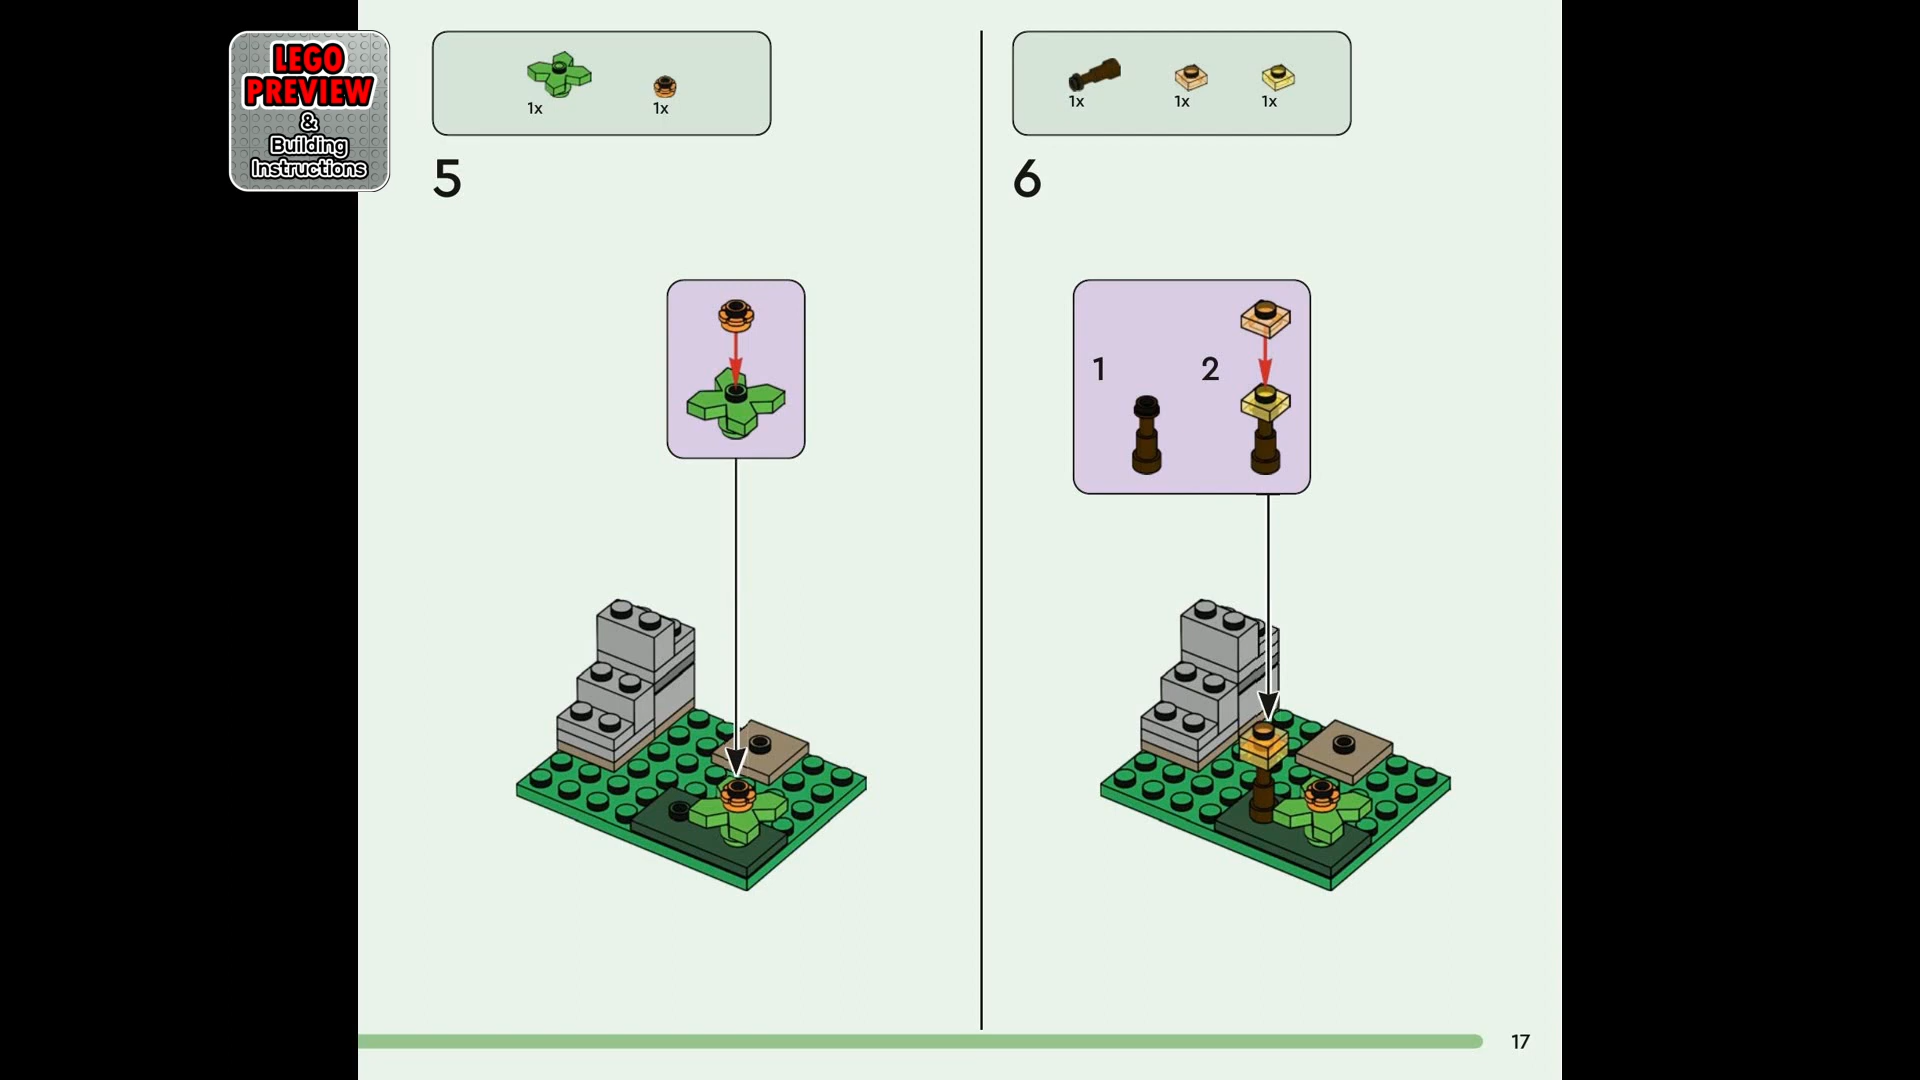 LEGO
PREVIEW
&
Building
Instructions
1x
1x
5
1x
1x
1x
6
1
2
17